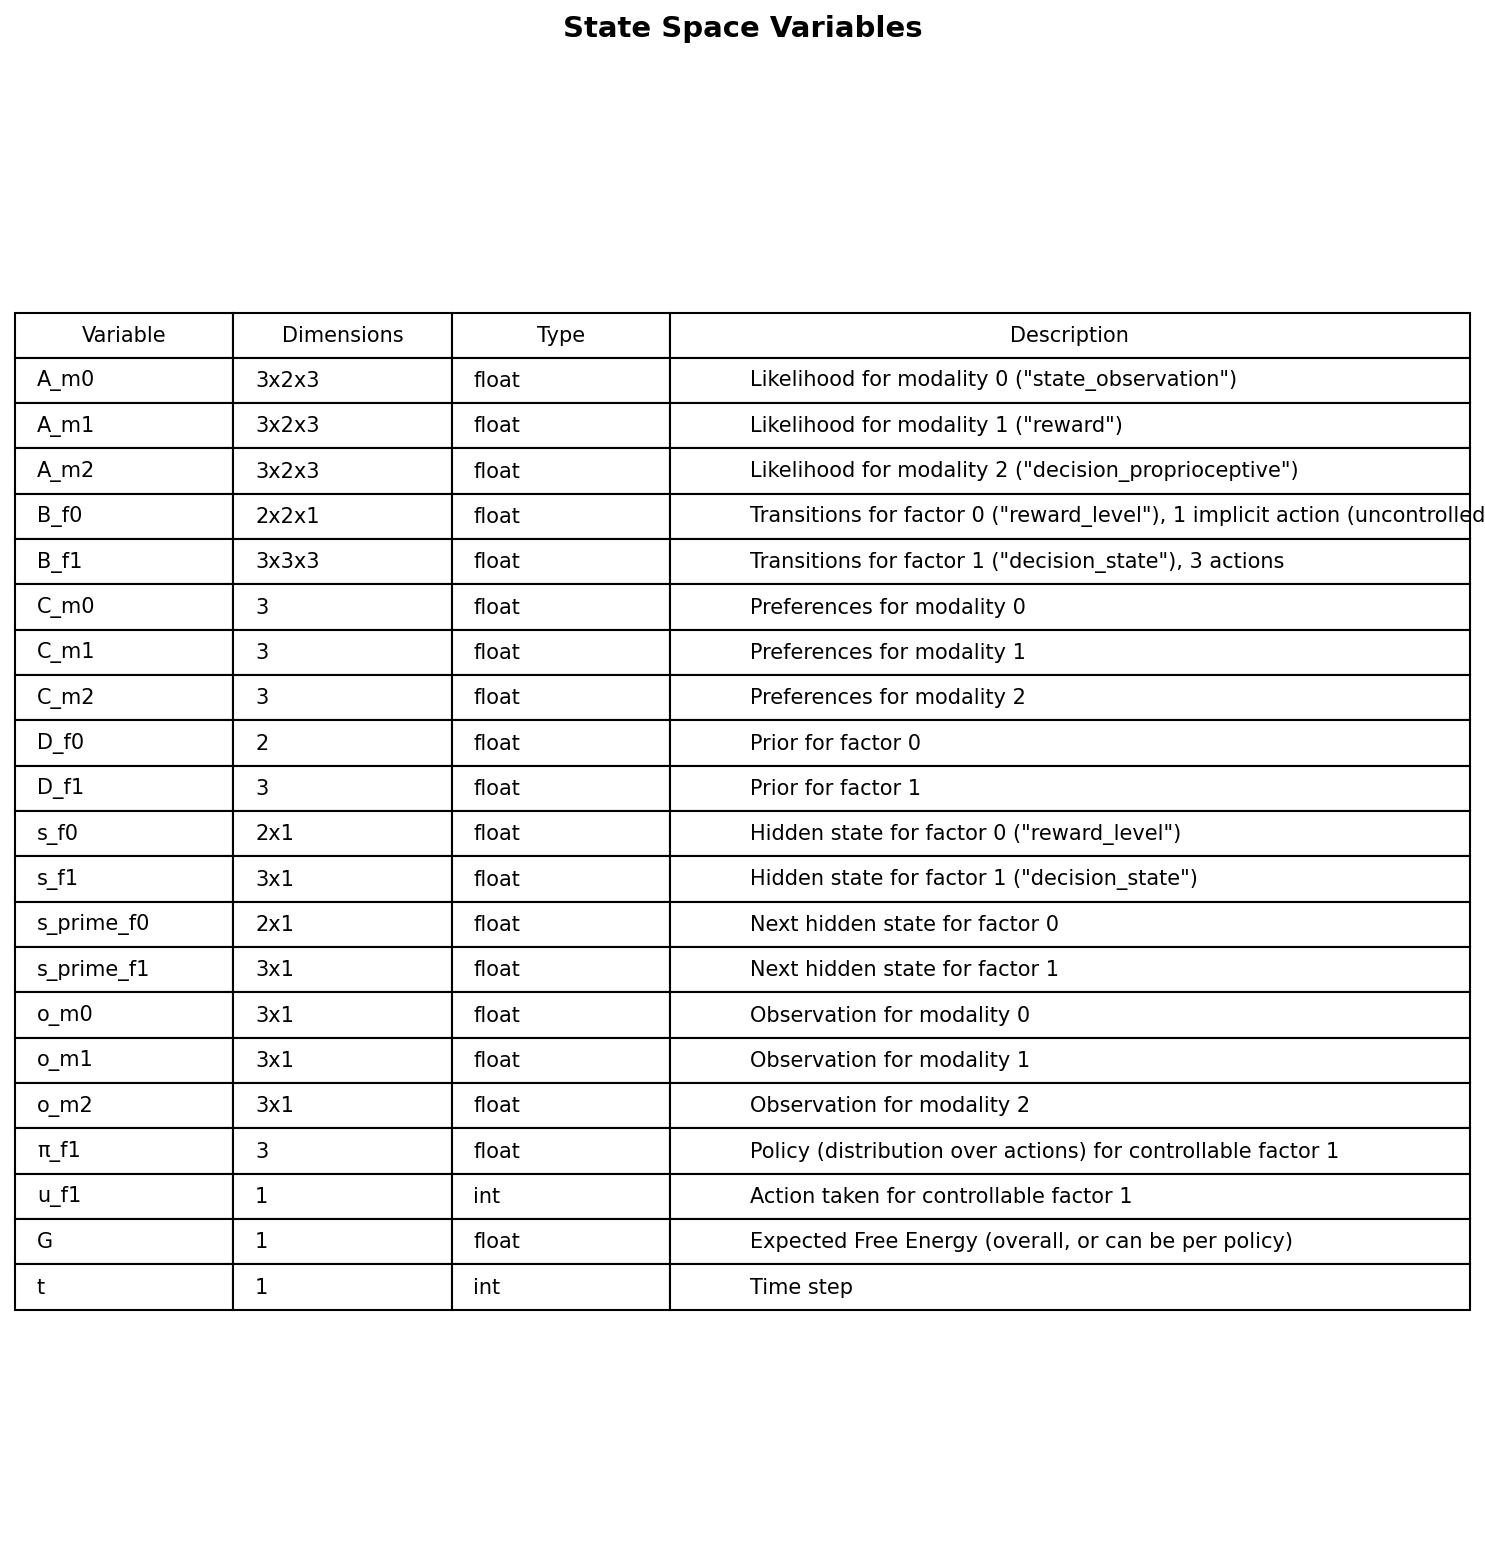 State Space Variables
Variable Dimensions Type Description
A_m0 3x2x3 float Likelihood for modality 0 ("state_observation")
A_m1 3x2x3 float Likelihood for modality 1 ("reward")
A_m2 3x2x3 float Likelihood for modality 2 ("decision_proprioceptive")
B_f0 2x2x1 float Transitions for factor 0 ("reward_level"), 1 implicit action (uncontrolled
B_f1 3x3x3 float Transitions for factor 1 ("decision_state"), 3 actions
C_m0 3 float Preferences for modality 0
C_m1 3 float Preferences for modality 1
C_m2 3 float Preferences for modality 2
D_f0 2 float Prior for factor 0
D_f1 3 float Prior for factor 1
s_f0 2x1 float Hidden state for factor 0 ("reward_level")
s_f1 3x1 float Hidden state for factor 1 ("decision_state")
s_prime_f0 2x1 float Next hidden state for factor 0
s_prime_f1 3x1 float Next hidden state for factor 1
o_m0 3x1 float Observation for modality 0
o_m1 3x1 float Observation for modality 1
o_m2 3x1 float Observation for modality 2
π_f1 3 float Policy (distribution over actions) for controllable factor 1
u_f1 1 int Action taken for controllable factor 1
G 1 float Expected Free Energy (overall, or can be per policy)
t 1 int Time step